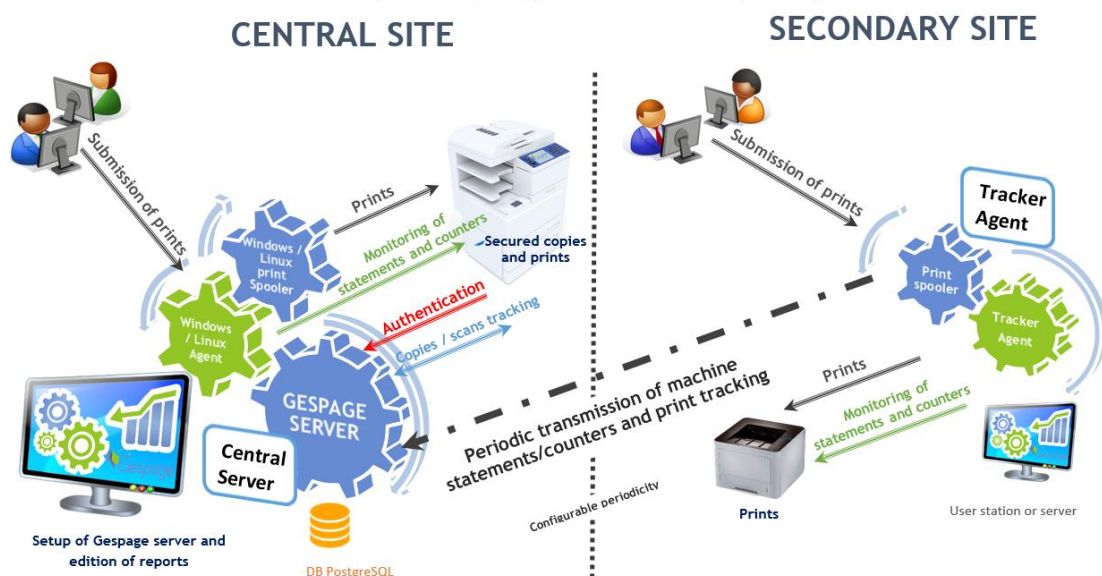 CENTRAL SITE
SECONDARY SITE
Submission
of prints
Windows /
Linux
print
Spooler
Windows
/ Linux
Agent
Prints
Monitoring of
statements and counters
Secured copies
and prints
Authentication
Copies / scans tracking
GESPAGE
SERVER
Central
Server
Gespage
Setup of Gespage server and
edition of reports
DB PostgreSQL
Periodic transmission of machine
statements/counters and print tracking
Configurable periodicity
Submission of prints
Tracker
Agent
Print
spooler
Tracker
Agent
Prints
Monitoring of
statements and counters
Prints
User station or server